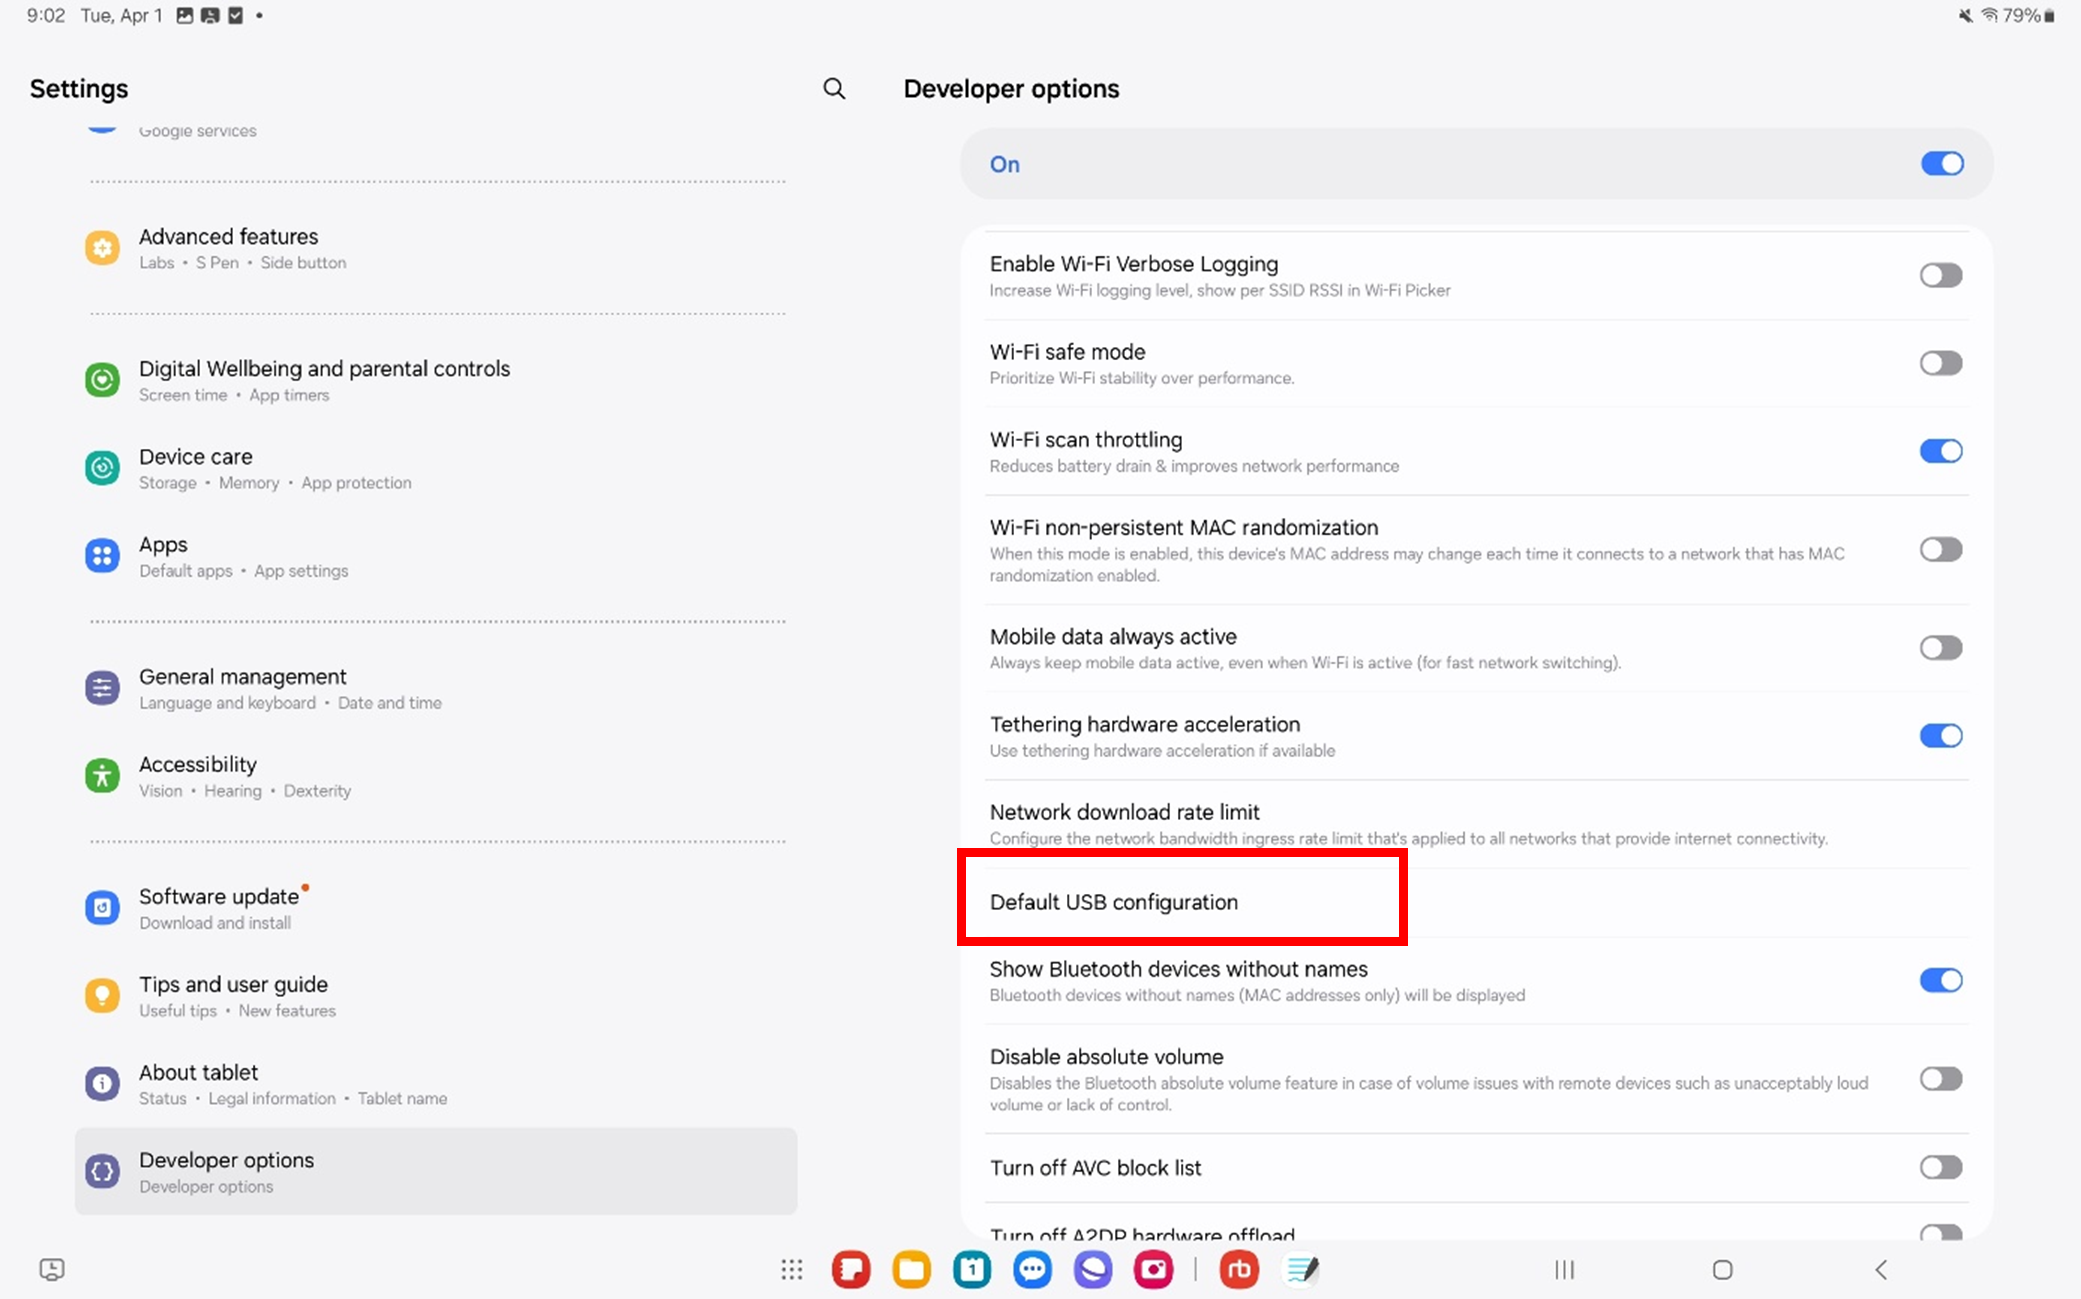 9:02 Tue, Apr 1
79%
Settings
Google services
Advanced features
Labs • S Pen • Side button
Digital Wellbeing and parental controls
Screen time • App timers
Device care
Storage • Memory • App protection
Apps
Default apps • App settings
General management
Language and keyboard • Date and time
Accessibility
Vision • Hearing • Dexterity
Software update
Download and install
Tips and user guide
Useful tips • New features
About tablet
Status • Legal information • Tablet name
Developer options
Developer options
Developer options
On
Enable Wi-Fi Verbose Logging
Increase Wi-Fi logging level, show per SSID RSSI in Wi-Fi Picker
Wi-Fi safe mode
Prioritize Wi-Fi stability over performance.
Wi-Fi scan throttling
Reduces battery drain & improves network performance
Wi-Fi non-persistent MAC randomization
When this mode is enabled, this device's MAC address may change each time it connects to a network that has MAC
randomization enabled.
Mobile data always active
Always keep mobile data active, even when Wi-Fi is active (for fast network switching).
Tethering hardware acceleration
Use tethering hardware acceleration if available
Network download rate limit
Configure the network bandwidth ingress rate limit that's applied to all networks that provide internet connectivity.
Default USB configuration
Show Bluetooth devices without names
Bluetooth devices without names (MAC addresses only) will be displayed
Disable absolute volume
Disables the Bluetooth absolute volume feature in case of volume issues with remote devices such as unacceptably loud
volume or lack of control.
Turn off AVC block list
Turn off A2DP hardware offload
1
rb